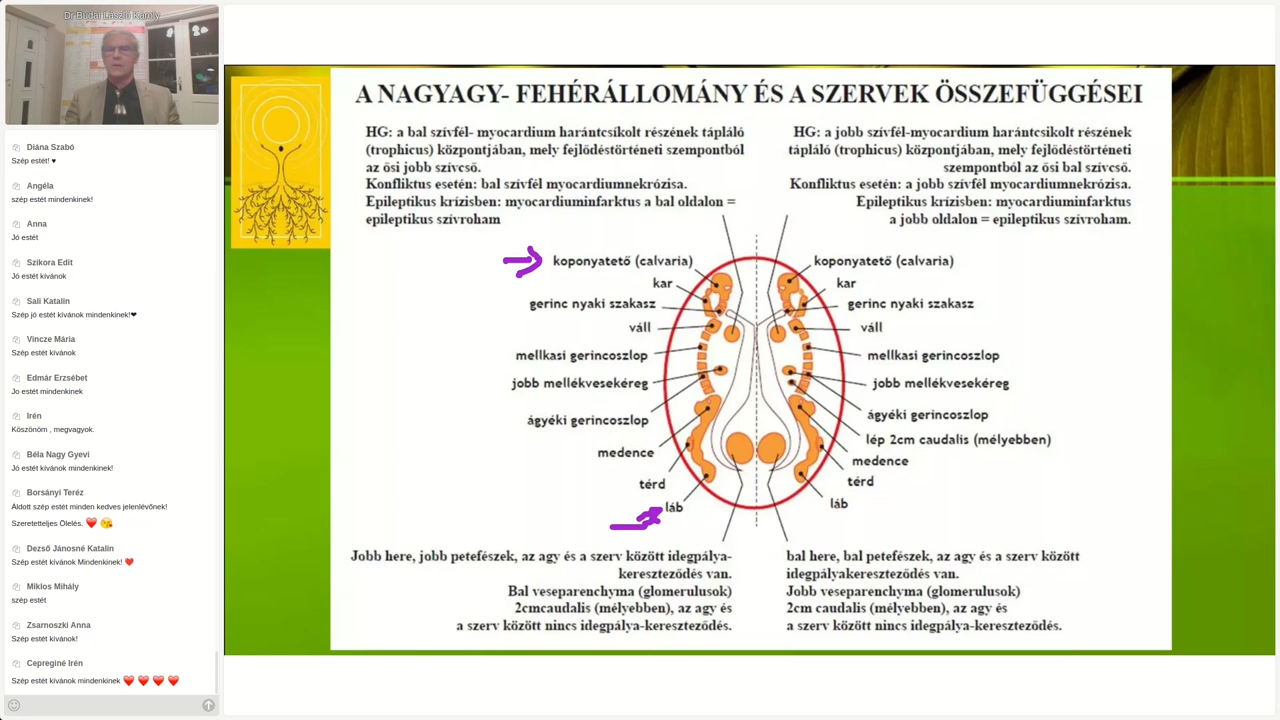 Dr Budai László Károly
Diána Szabó
Szép estét! ♥
Angéla
szép estét mindenkinek!
Anna
Jó estét
Szikora Edit
Jó estét kívánok
Sali Katalin
Szép jó estét kívánok mindenkinek!❤
Vincze Mária
Szép estét kívánok
Edmár Erzsébet
Jo estét mindenkinek
Irén
Köszönöm , megvagyok.
Béla Nagy Gyevi
Jó estét kívánok mindenkinek!
Borsányi Teréz
Áldott szép estét minden kedves jelenlévőnek!
Szeretetteljes Ölelés. ❤️ 😘
Dezső Jánosné Katalin
Szép estét kívánok Mindenkinek! ❤️
Miklos Mihály
szép estét
Zsarnoszki Anna
Szép estét kívánok!
Cepreginé Irén
Szép estét kívánok mindenkinek ❤️ ❤️ ❤️ ❤️
A NAGYAGY- FEHÉRÁLLOMÁNY ÉS A SZERVEK ÖSSZEFÜGGÉSEI
HG: a bal szívfél- myocardium harántcsíkolt részének tápláló
(trophicus) központjában, mely fejlődéstörténeti szempontból
az ősi jobb szívcső.
Konfliktus esetén: bal szívfél myocardiumnekrózisa.
Epileptikus krízisben: myocardiuminfarktus a bal oldalon =
epileptikus szívroham
HG: a jobb szívfél-myocardium harántcsikolt részének
tápláló (trophicus) központjában, mely fejlődéstörténeti
szempontból az ősi bal szívcső.
Konfliktus esetén: a jobb szívfél myocardiumnekrózisa.
Epileptikus krízisben: myocardiuminfarktus
a jobb oldalon = epileptikus szívroham.
koponyatető (calvaria)
kar
gerinc nyaki szakasz
váll
mellkasi gerincoszlop
jobb mellékvesekéreg
ágyéki gerincoszlop
medence
térd
láb
koponyatető (calvaria)
kar
gerinc nyaki szakasz
váll
mellkasi gerincoszlop
jobb mellékvesekéreg
ágyéki gerincoszlop
lép 2cm caudalis (mélyebben)
medence
térd
láb
Jobb here, jobb petefészek, az agy és a szerv között idegpálya-
kereszteződés van.
Bal veseparenchyma (glomerulusok)
2cmcaudalis (mélyebben), az agy és
a szerv között nincs idegpálya-kereszteződés.
bal here, bal petefészek, az agy és a szerv között
idegpályakereszteződés van.
Jobb veseparenchyma (glomerulusok)
2cm caudalis (mélyebben), az agy és
a szerv között nincs idegpálya-kereszteződés.